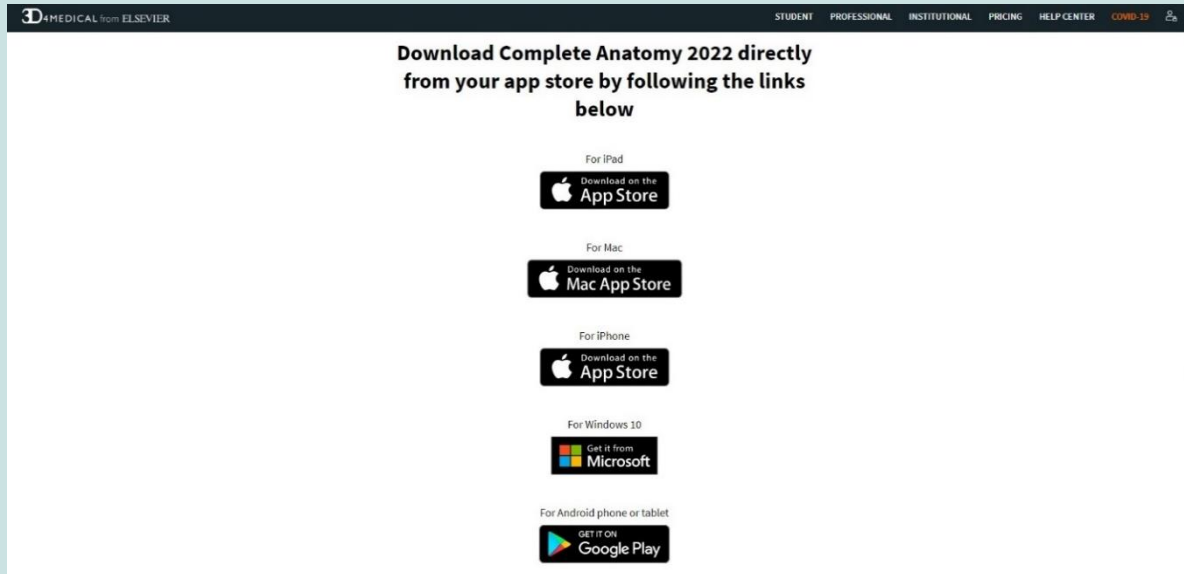 3D4MEDICAL from ELSEVIER
STUDENT PROFESSIONAL INSTITUTIONAL PRICING HELP CENTER COVID-19
Download Complete Anatomy 2022 directly
from your app store by following the links
below
For iPad
Download on the
App Store
For Mac
Download on the
Mac App Store
For iPhone
Download on the
App Store
For Windows 10
Get it from
Microsoft
For Android phone or tablet
GET IT ON
Google Play